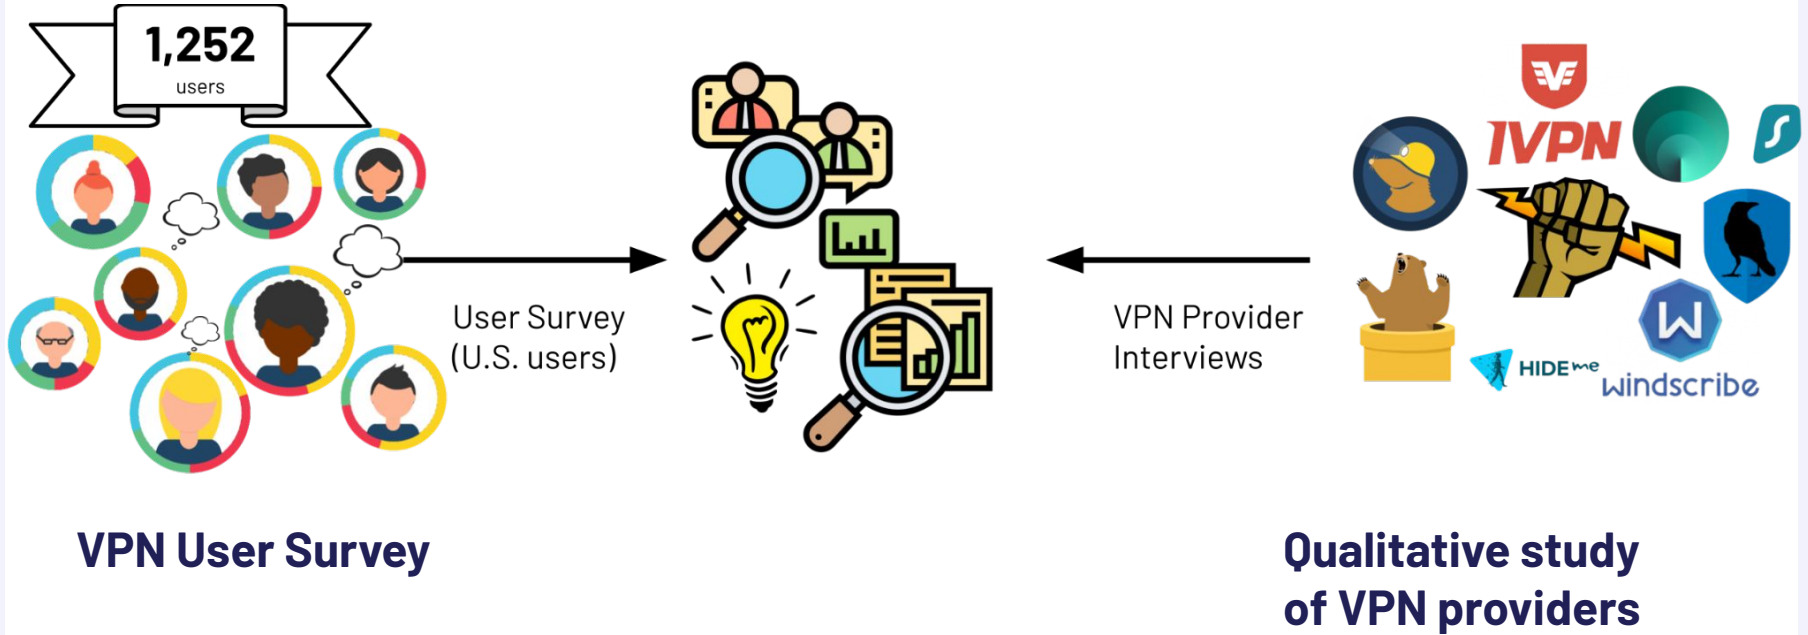 1,252
users
User Survey
(U.S. users)
VPN Provider
Interviews
IVPN
HIDEme
windscribe
VPN User Survey
Qualitative study
of VPN providers